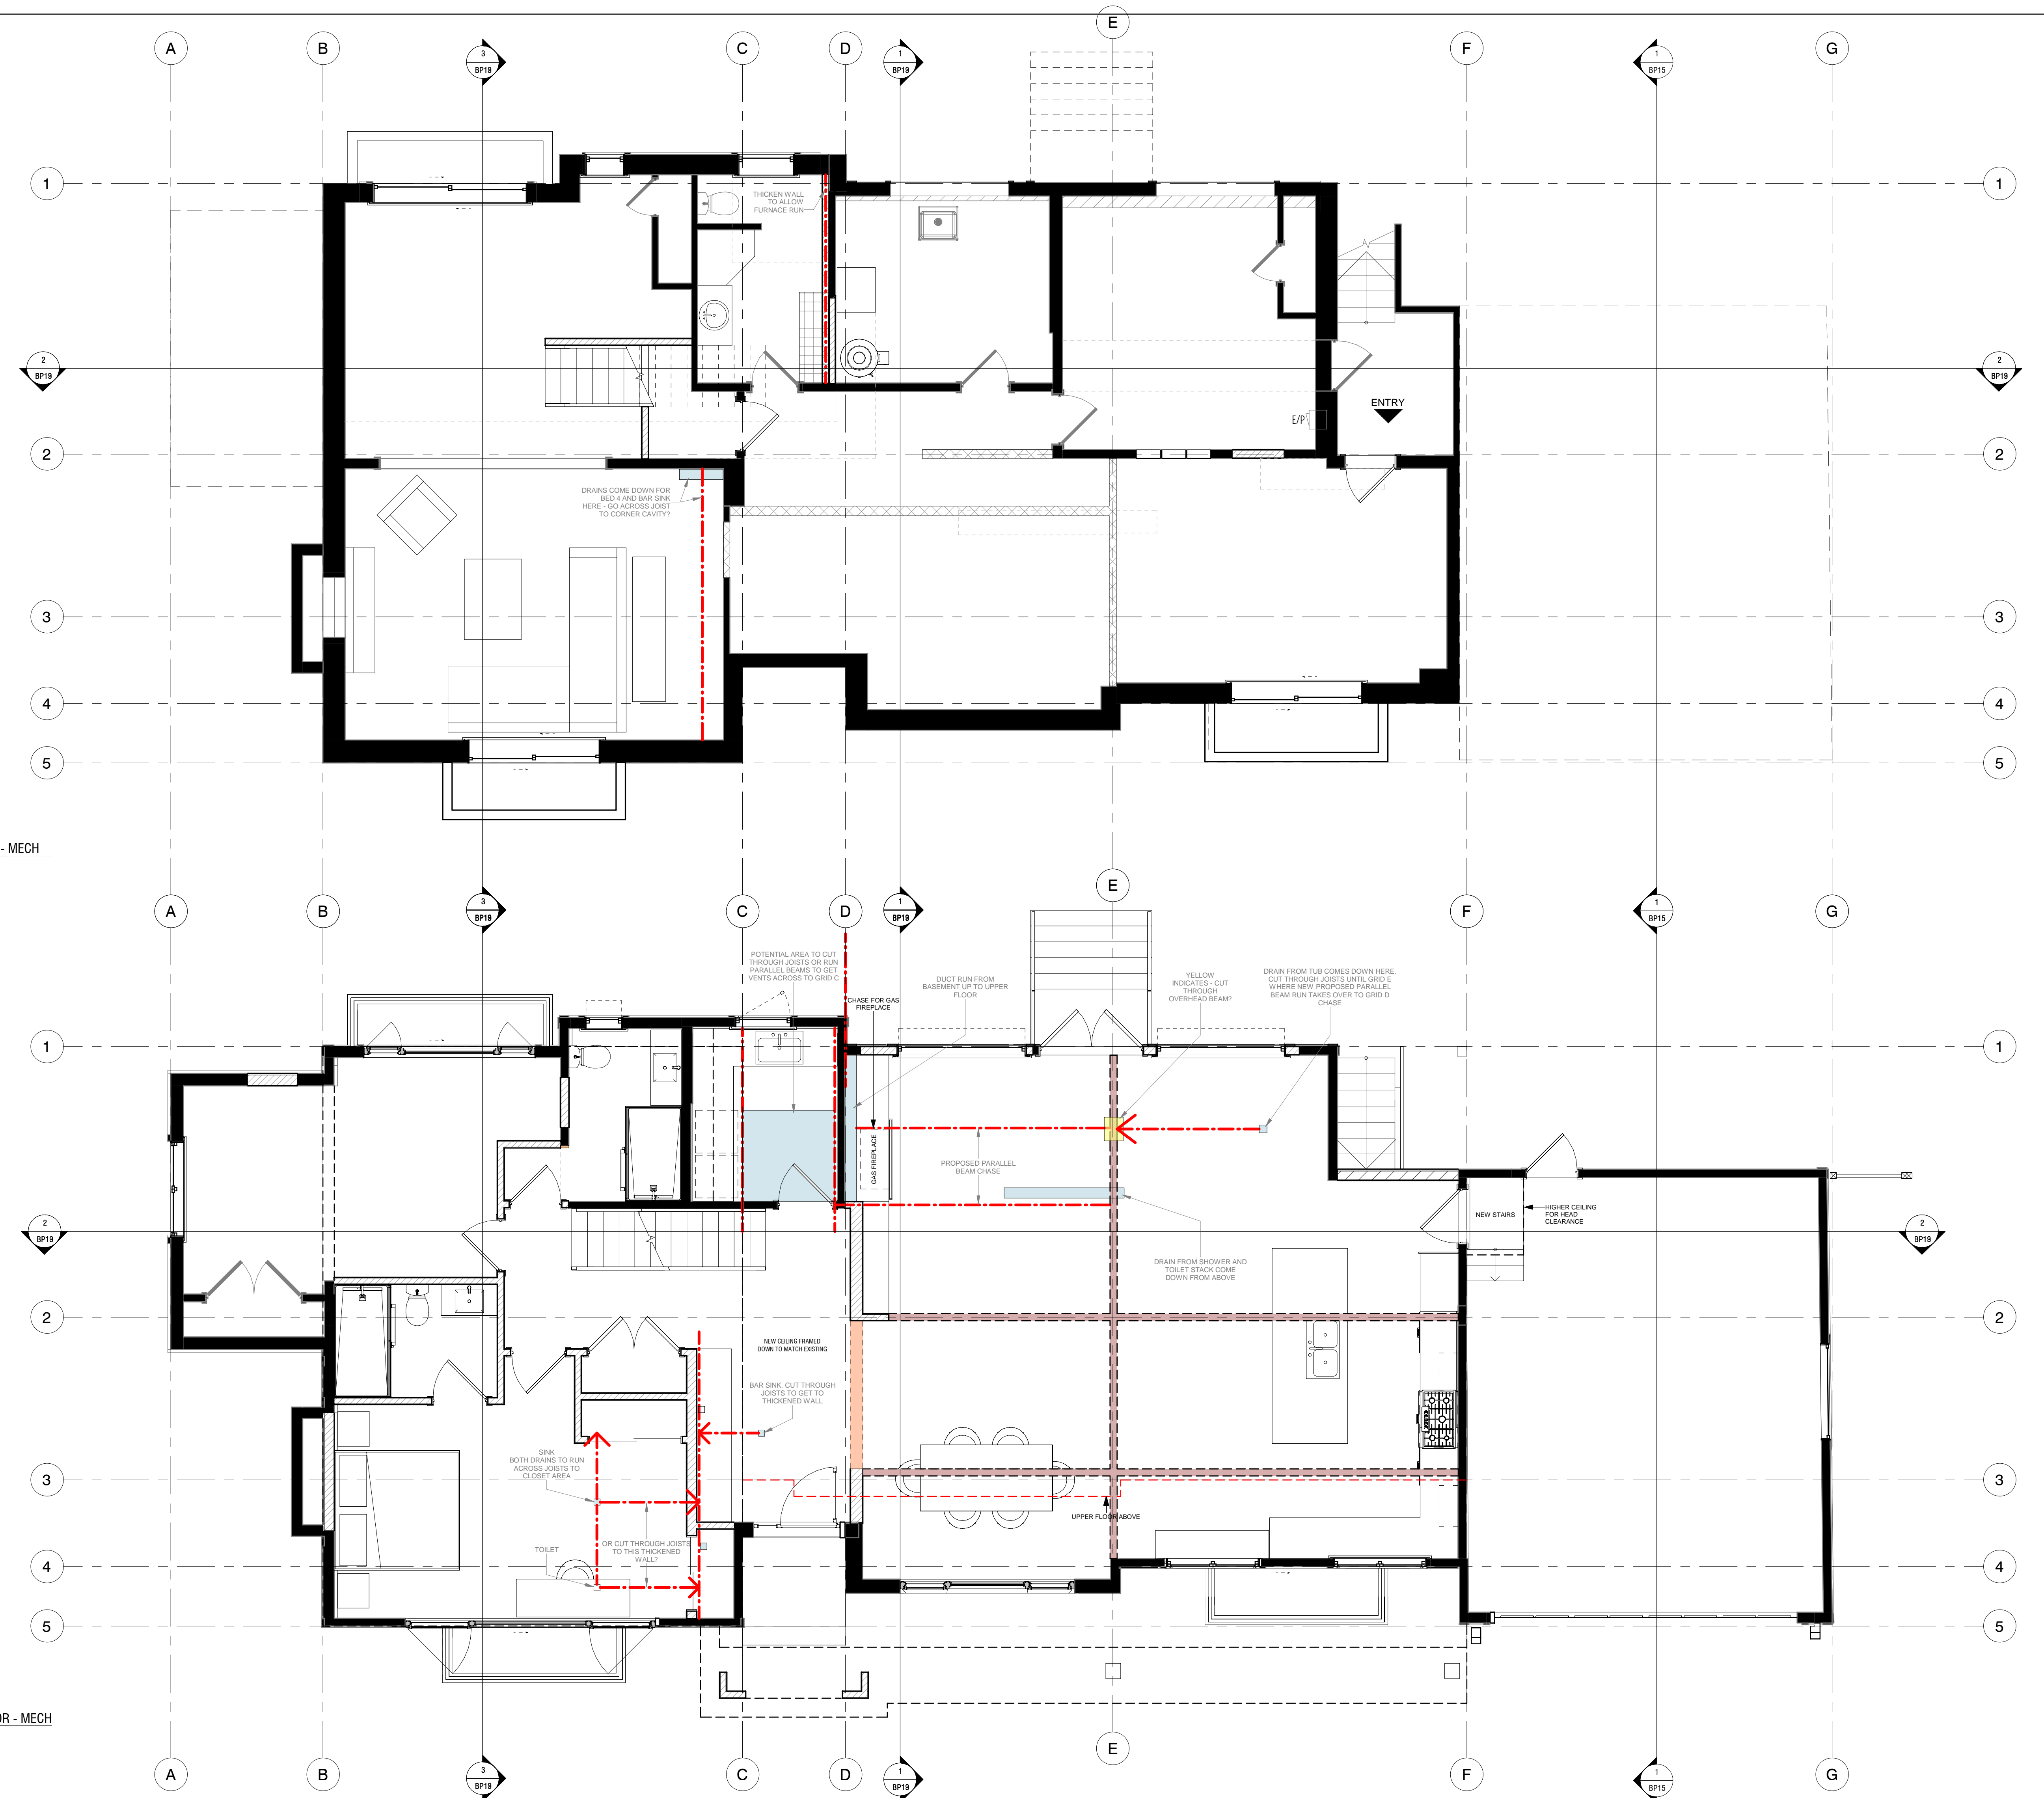 E
A
B
3
BP19
C
D
1
BP19
F
1
BP15
G
1
1
THICKEN WALL
TO ALLOW
FURNACE RUN
2
BP19
2
BP19
ENTRY
E/P
2
2
DRAINS COME DOWN FOR
BED 4 AND BAR SINK
HERE - GO ACROSS JOIST
TO CORNER CAVITY?
3
3
4
4
5
5
- MECH
E
A
B
3
BP19
C
D
1
BP19
F
1
BP15
G
POTENTIAL AREA TO CUT
THROUGH JOISTS OR RUN
PARALLEL BEAMS TO GET
VENTS ACROSS TO GRID C
DUCT RUN FROM
BASEMENT UP TO UPPER
FLOOR
CHASE FOR GAS
FIREPLACE
YELLOW
INDICATES - CUT
THROUGH
OVERHEAD BEAM?
DRAIN FROM TUB COMES DOWN HERE.
CUT THROUGH JOISTS UNTIL GRID E
WHERE NEW PROPOSED PARALLEL
BEAM RUN TAKES OVER TO GRID D
CHASE
1
1
GAS FIREPLACE
PROPOSED PARALLEL
BEAM CHASE
NEW STAIRS
HIGHER CEILING
FOR HEAD
CLEARANCE
2
BP19
2
BP19
DRAIN FROM SHOWER AND
TOILET STACK COME
DOWN FROM ABOVE
2
2
NEW CEILING FRAMED
DOWN TO MATCH EXISTING
BAR SINK. CUT THROUGH
JOISTS TO GET TO
THICKENED WALL
SINK
BOTH DRAINS TO RUN
ACROSS JOISTS TO
CLOSET AREA
3
3
UPPER FLOOR ABOVE
TOILET
OR CUT THROUGH JOISTS
TO THIS THICKENED
WALL?
4
4
5
5
OR - MECH
E
A
B
3
BP19
C
D
1
BP19
F
1
BP15
G